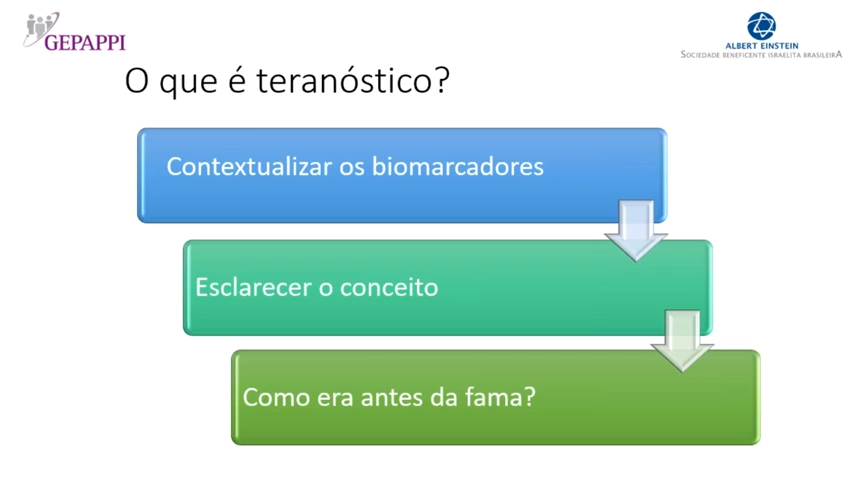 GEPAPPI
ALBERT EINSTEIN
SOCIEDADE BENEFICENTE ISRAELITA BRASILEIRA
O que é teranóstico?
Contextualizar os biomarcadores
Esclarecer o conceito
Como era antes da fama?